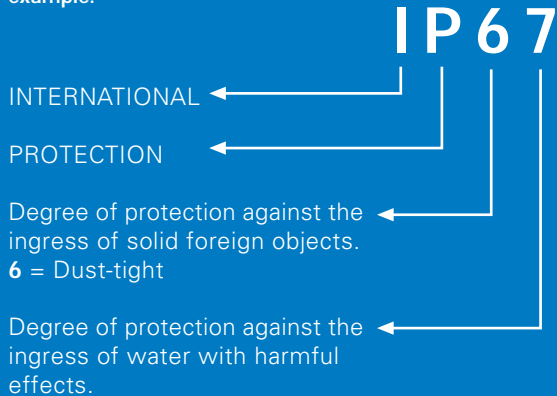 example:
IP67
INTERNATIONAL
PROTECTION
Degree of protection against the
ingress of solid foreign objects.
6 = Dust-tight
Degree of protection against the
ingress of water with harmful
effects.